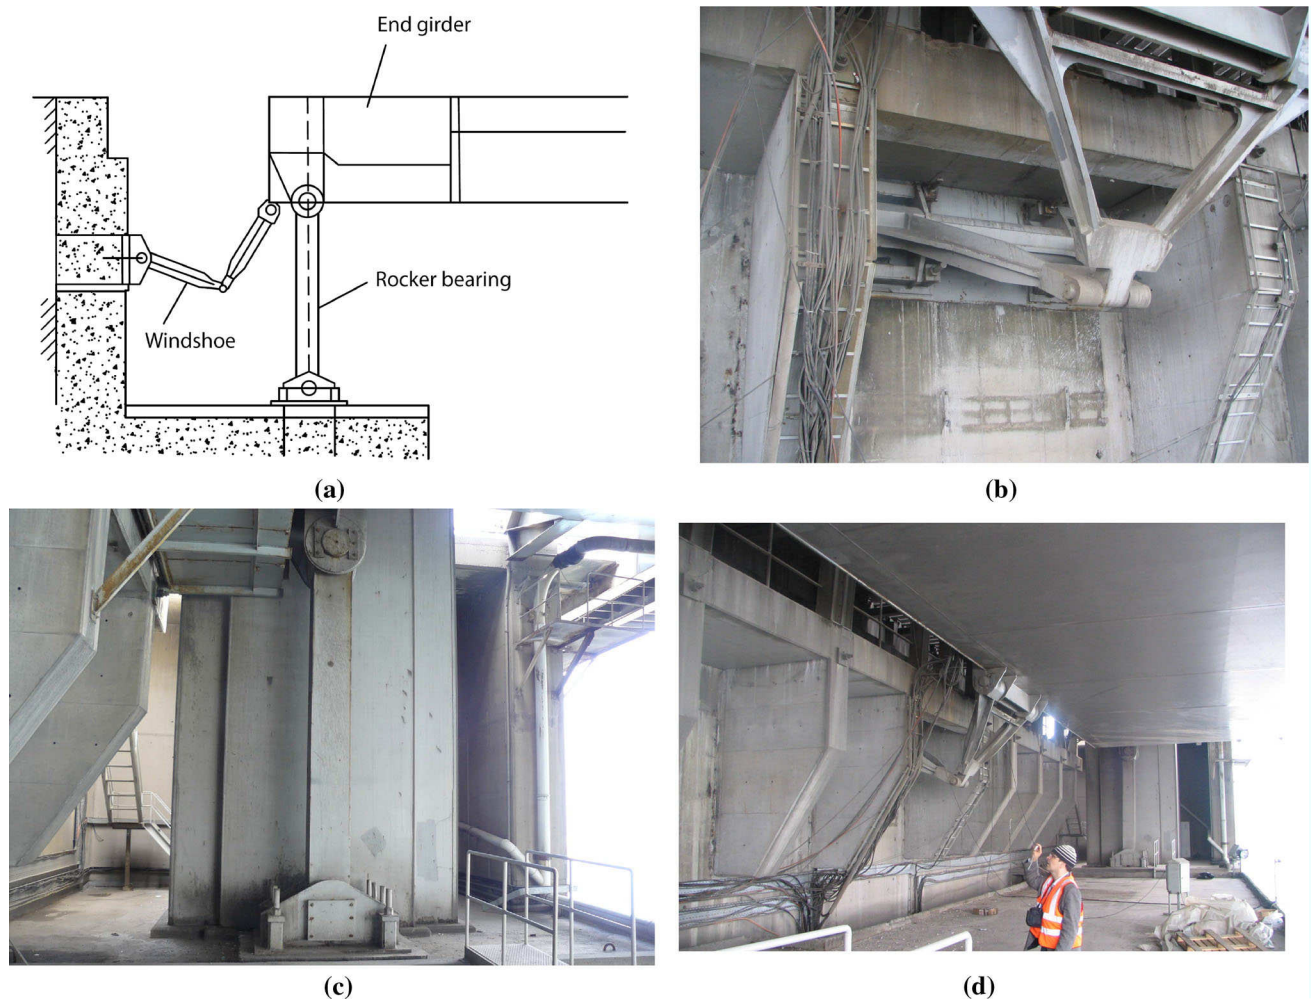 End girder
Rocker bearing
Windshoe
(a)
(b)
(c)
(d)